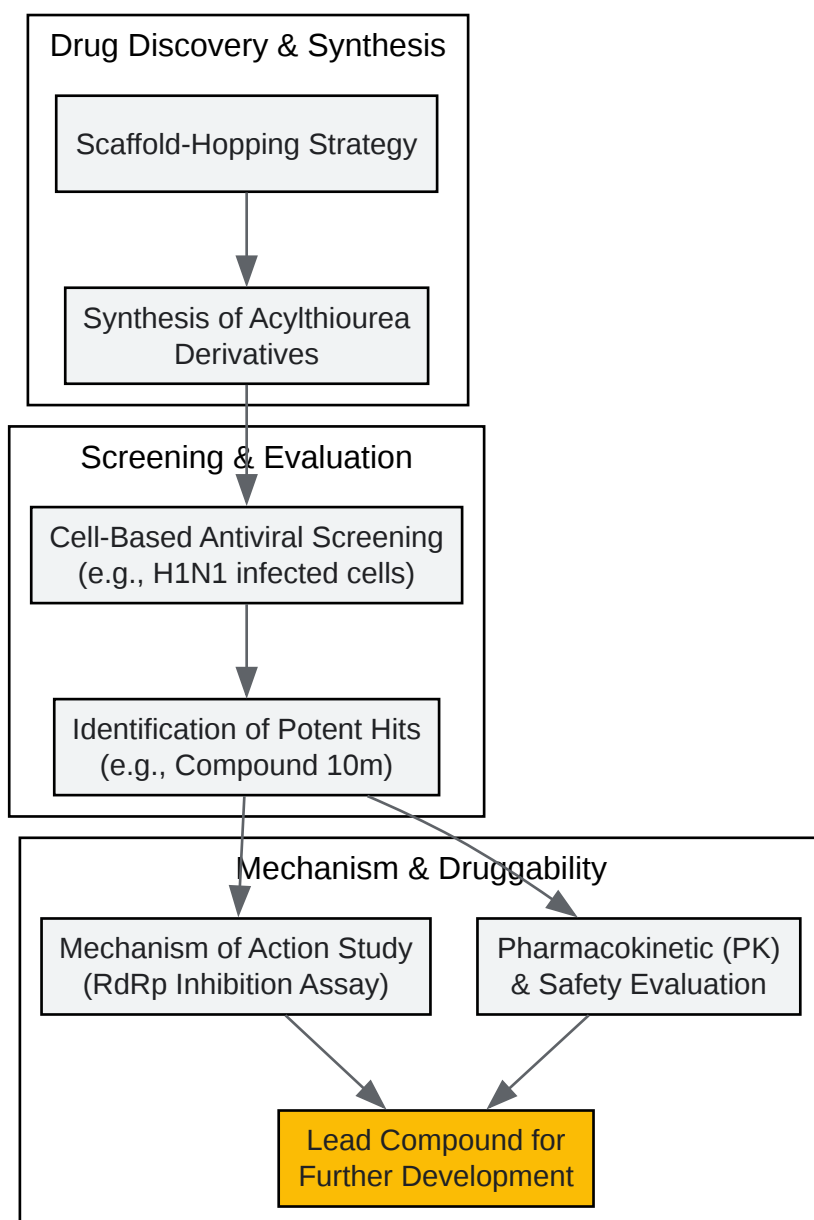 Drug Discovery & Synthesis
Scaffold-Hopping Strategy
Synthesis of Acylthiourea
Derivatives
Screening & Evaluation
Cell-Based Antiviral Screening
(e.g., H1N1 infected cells)
Identification of Potent Hits
(e.g., Compound 10m)
Mechanism & Druggability
Mechanism of Action Study
(RdRp Inhibition Assay)
Pharmacokinetic (PK)
& Safety Evaluation
Lead Compound for
Further Development